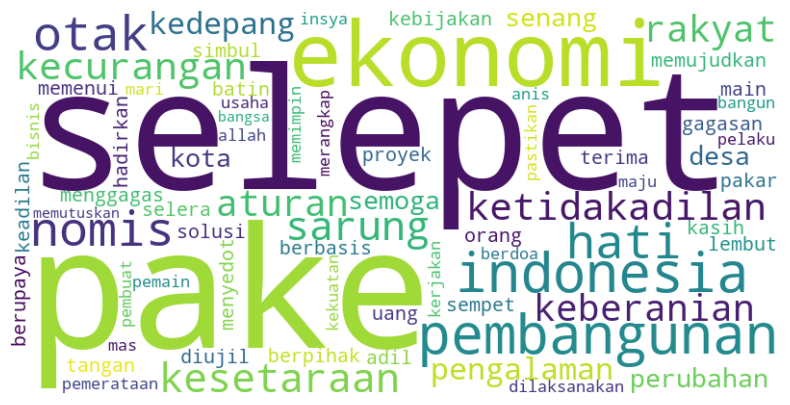 otak kedepang insya kebijakan senang rakyat
kecurangan simbul ekonomi memujudkan
memenui mari batin selepet anis main
bisnis hadirkan usaha bangsa allah memimpin merangkap pastikan bangun
kota proyek terima gagasan pelaku desa
menggagas maju pakar
keadilan memutuskan selera aturan semoga ketidakadilan kasih
nomis solusi sarung orang hati lembut
berupaya berbasis berdoa
pembuat pemain menyedot pake kekuatan kerjakan indonesia
uang sempet keberanian
mas pembangunan
tangan diujil berpihak adil pengalaman
pemerataan kesetaraan dilaksanakan perubahan